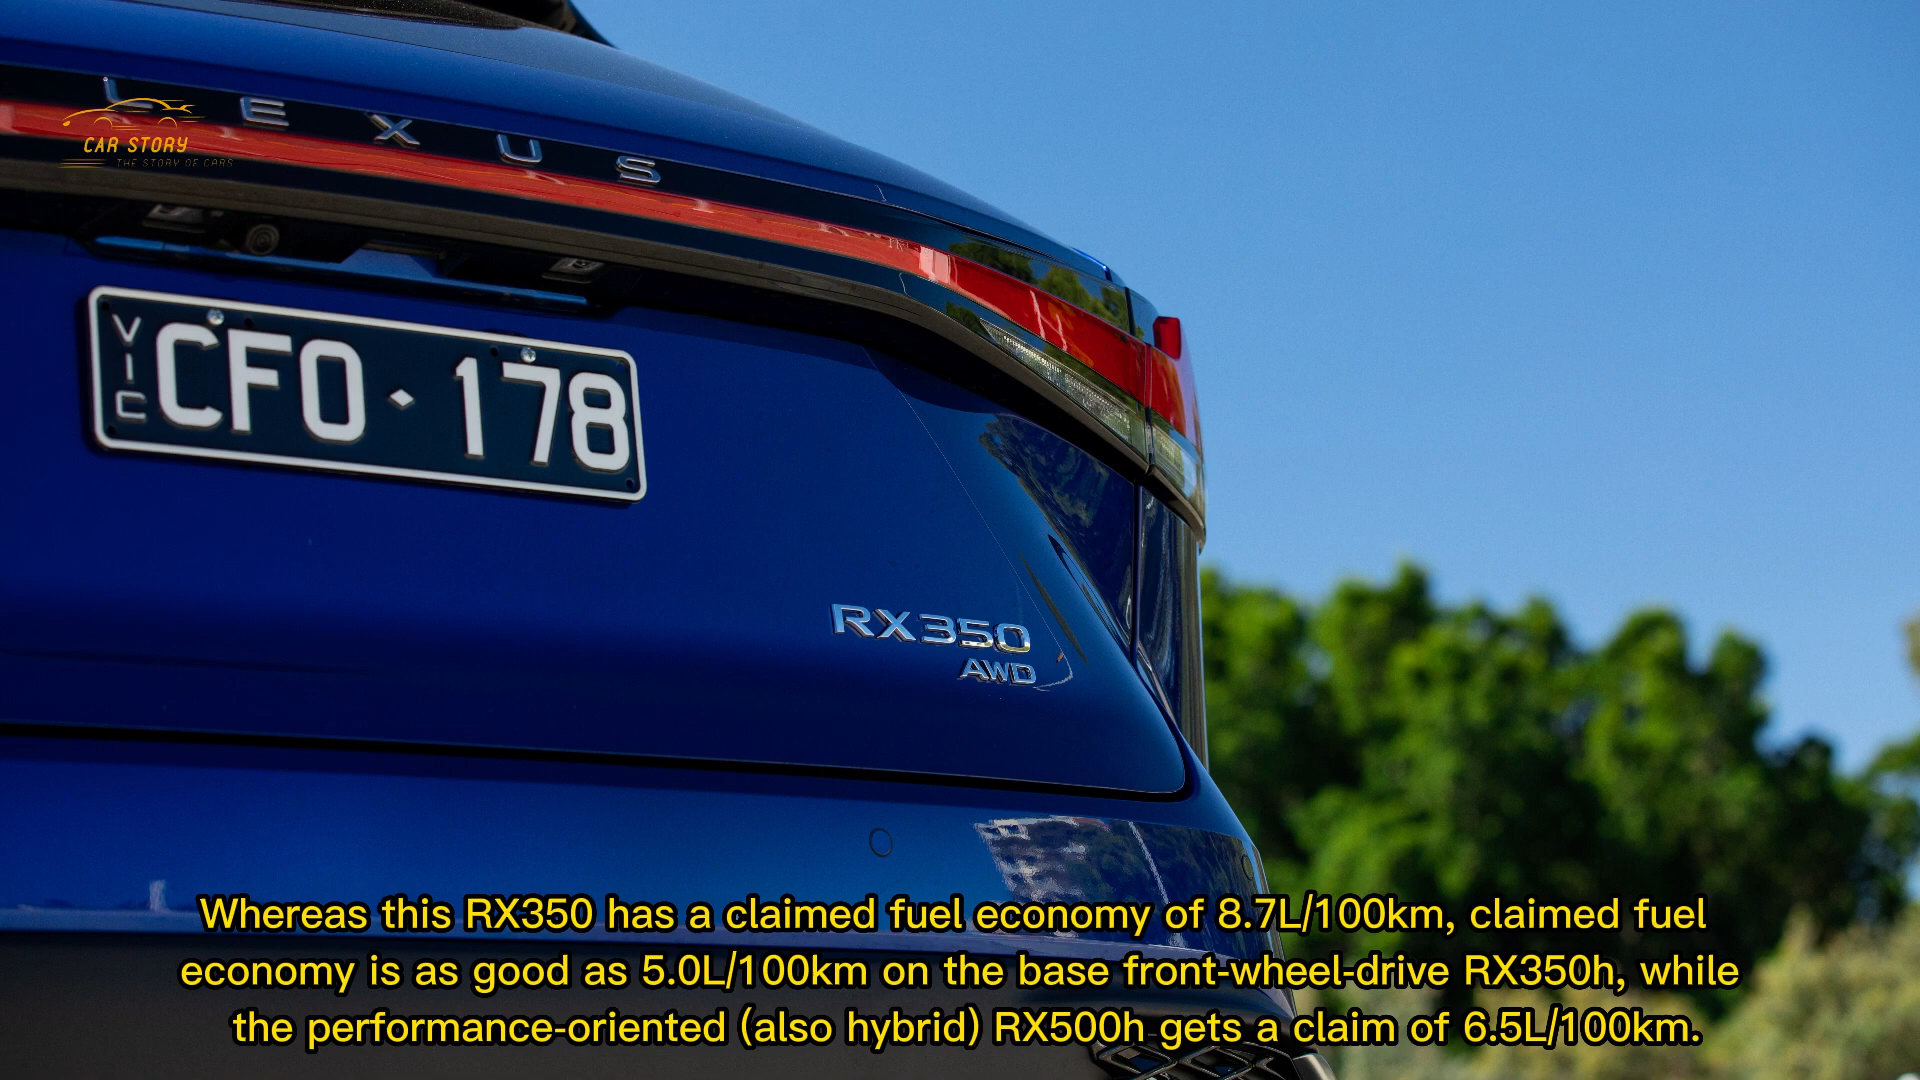 LEXUS
CAR STORY
THE STORY OF CARS
VIC
CFO·178
RX350
AWD
Whereas this RX350 has a claimed fuel economy of 8.7L/100km, claimed fuel
economy is as good as 5.0L/100km on the base front-wheel-drive RX350h, while
the performance-oriented (also hybrid) RX500h gets a claim of 6.5L/100km.